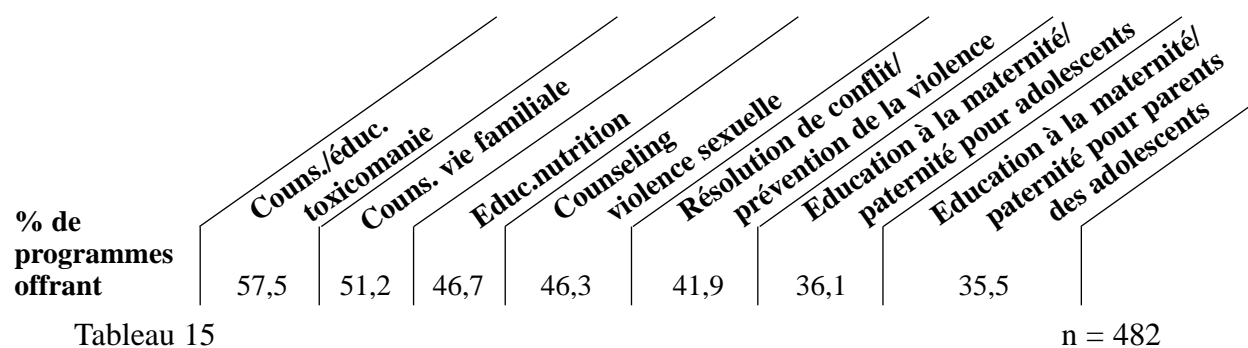 Couns./éduc.
toxicomanie
Couns. vie familiale
Educ.nutrition
Counseling
violence sexuelle
Résolution de conflit/
prévention de la violence
Education à la maternité/
paternité pour adolescents
Education à la maternité/
paternité pour parents
des adolescents
% de
programmes
offrant
57,5 51,2 46,7 46,3 41,9 36,1 35,5
Tableau 15 n = 482